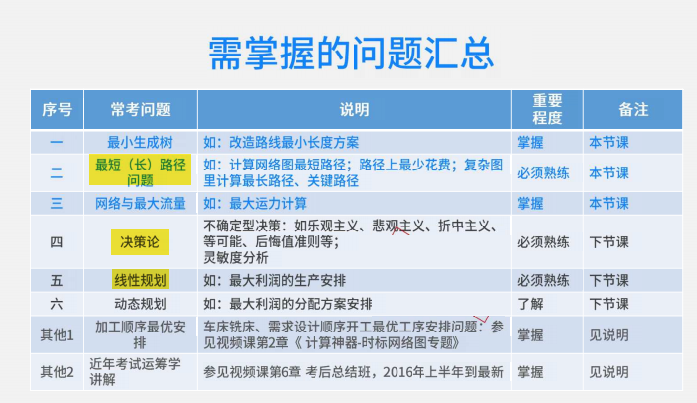 需掌握的问题汇总
序号 常考问题 说明 重要程度 备注
一 最小生成树 如：改造路线最小长度方案 掌握 本节课
二 最短（长）路径问题 如：计算网络图最短路径；路径上最少花费；复杂图里计算最长路径、关键路径 必须熟练 本节课
三 网络与最大流量 如：最大运力计算 掌握 本节课
四 决策论 不确定型决策：如乐观主义、悲观主义、折中主义、等可能、后悔值准则等；
灵敏度分析 必须熟练 下节课
五 线性规划 如：最大利润的生产安排 必须熟练 下节课
六 动态规划 如：最大利润的分配方案安排 了解 下节课
其他1 加工顺序最优安排 车床铣床、需求设计顺序开工最优工序安排问题：参见视频课第2章《 计算神器-时标网络图专题》 掌握 见说明
其他2 近年考试运筹学讲解 参见视频课第6章 考后总结班，2016年上半年到最新 掌握 见说明